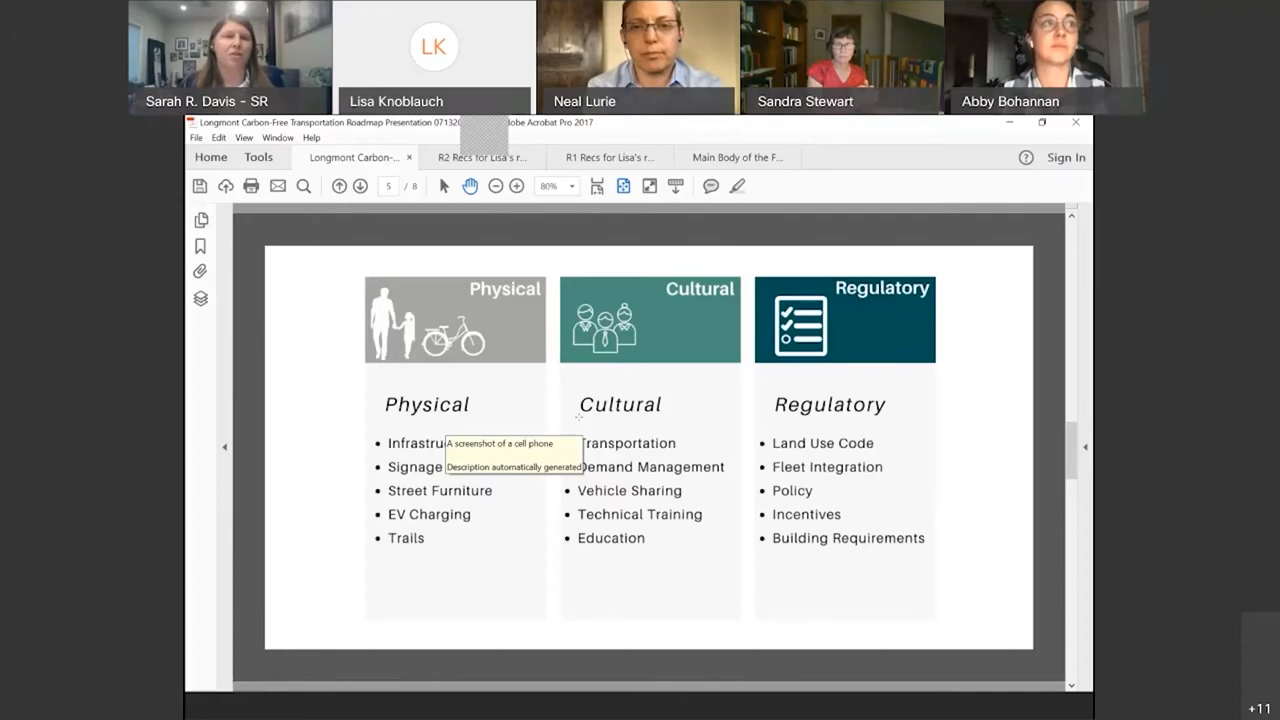 LK
Sarah R. Davis - SR
Lisa Knoblauch
Neal Lurie
Sandra Stewart
Abby Bohannan
Longmont Carbon-Free Transportation Roadmap Presentation 071320
obe Acrobat Pro 2017
File Edit View Window Help
Home Tools Longmont Carbon-... × R2 Recs for Lisa's r... R1 Recs for Lisa's r... Main Body of the F... ? Sign In
5 / 8 80%
Physical
Cultural
Regulatory
Physical
Cultural
Regulatory
• Infrastru
• Signage
• Street Furniture
• EV Charging
• Trails
A screenshot of a cell phone
Description automatically generated
Transportation
Demand Management
• Vehicle Sharing
• Technical Training
• Education
• Land Use Code
• Fleet Integration
• Policy
• Incentives
• Building Requirements
+11